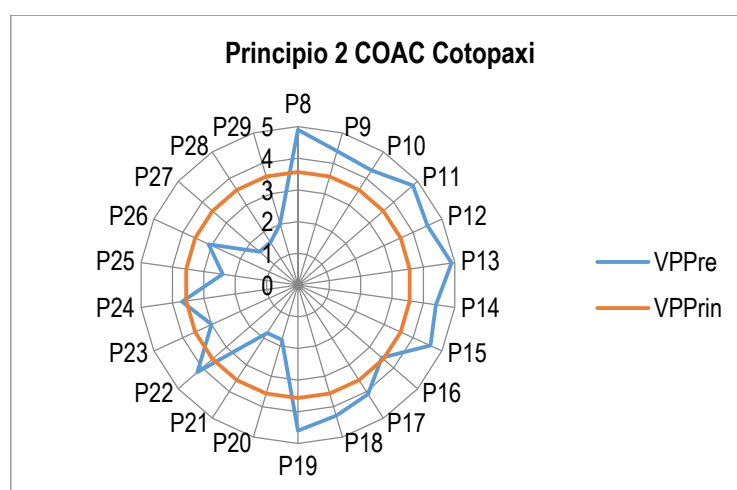 Principio 2 COAC Cotopaxi
P8
P9
P10
P11
P12
P13
P14
P15
P16
P17
P18
P19
P20
P21
P22
P23
P24
P25
P26
P27
P28
P29
5
4
3
2
1
0
VPPre
VPPrin